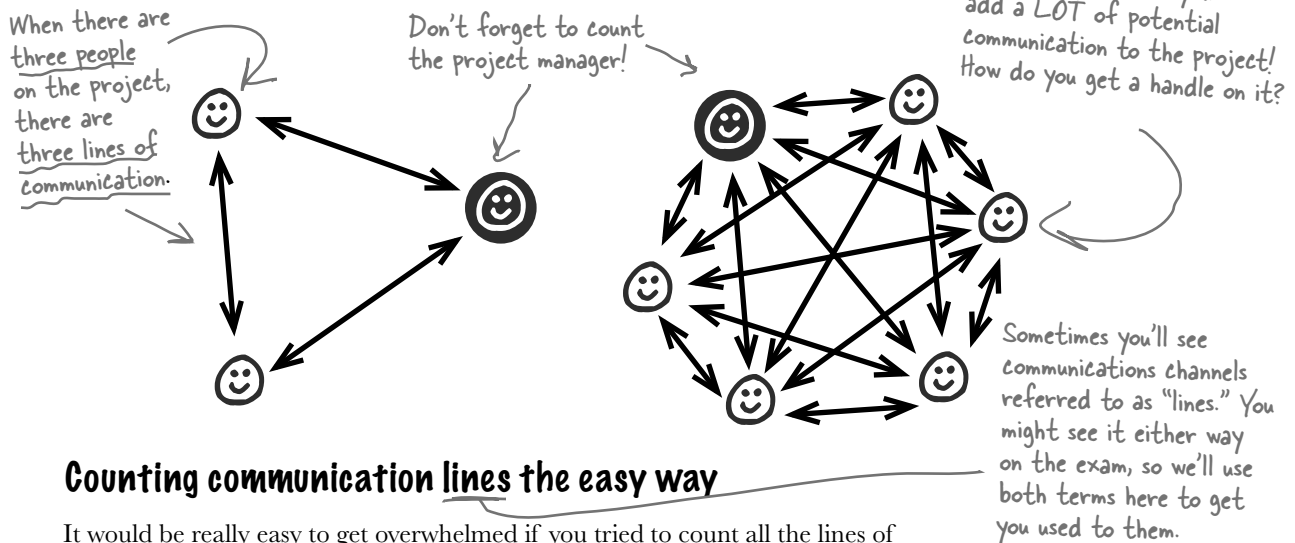 When there are
three people
on the project,
there are
three lines of
communication.
Don't forget to count
the project manager!
add a LOT of potential
communication to the project!
How do you get a handle on it?
Sometimes you'll see
communications channels
referred to as “lines.” You
might see it either way
on the exam, so we'll use
both terms here to get
you used to them.
Counting communication lines the easy way
It would be really easy to get overwhelmed if you tried to count all the lines of